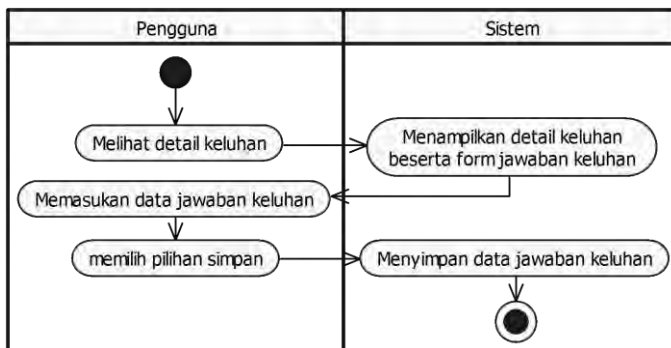 Pengguna
Sistem
Melihat detail keluhan
Menampilkan detail keluhan
beserta form jawaban keluhan
Memasukan data jawaban keluhan
memilih pilihan simpan
Menyimpan data jawaban keluhan